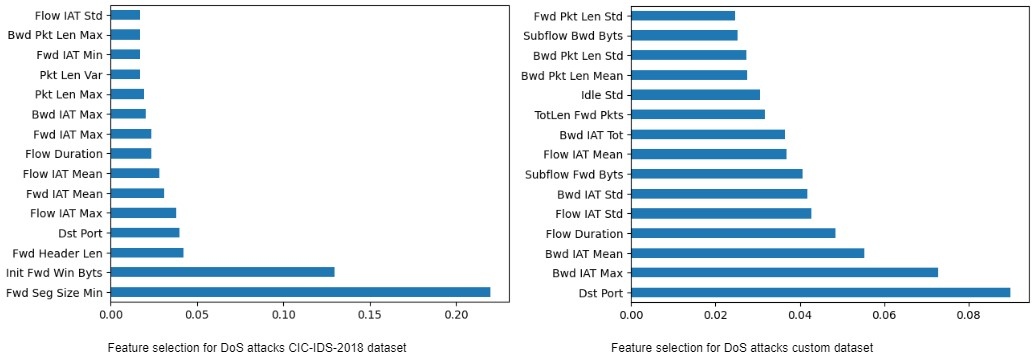 Flow IAT Std
Bwd Pkt Len Max
Fwd IAT Min
Pkt Len Var
Pkt Len Max
Bwd IAT Max
Fwd IAT Max
Flow Duration
Flow IAT Mean
Fwd IAT Mean
Flow IAT Max
Dst Port
Fwd Header Len
Init Fwd Win Byts
Fwd Seg Size Min
0.00 0.05 0.10 0.15 0.20
Feature selection for DoS attacks CIC-IDS-2018 dataset
Fwd Pkt Len Std
Subflow Bwd Byts
Bwd Pkt Len Std
Bwd Pkt Len Mean
Idle Std
TotLen Fwd Pkts
Bwd IAT Tot
Flow IAT Mean
Subflow Fwd Byts
Bwd IAT Std
Flow IAT Std
Flow Duration
Bwd IAT Mean
Bwd IAT Max
Dst Port
0.00 0.02 0.04 0.06 0.08
Feature selection for DoS attacks custom dataset